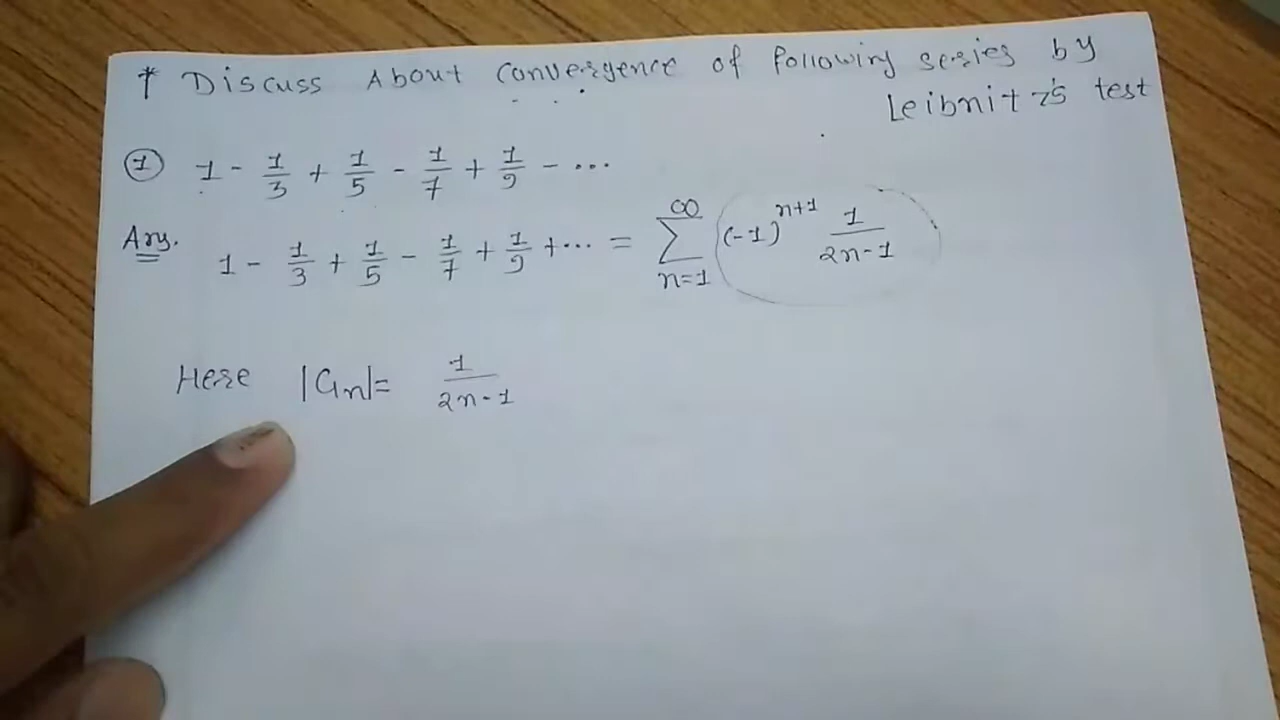 * Discuss About convergence of following series by
Leibnitz's test
① 1 - 1/3 + 1/5 - 1/7 + 1/9 - ...
Ans. 1 - 1/3 + 1/5 - 1/7 + 1/9 + ... = ∑_{n=1}^{∞} (-1)^{n+1} 1/(2n-1)
Here |an| = 1/(2n-1)